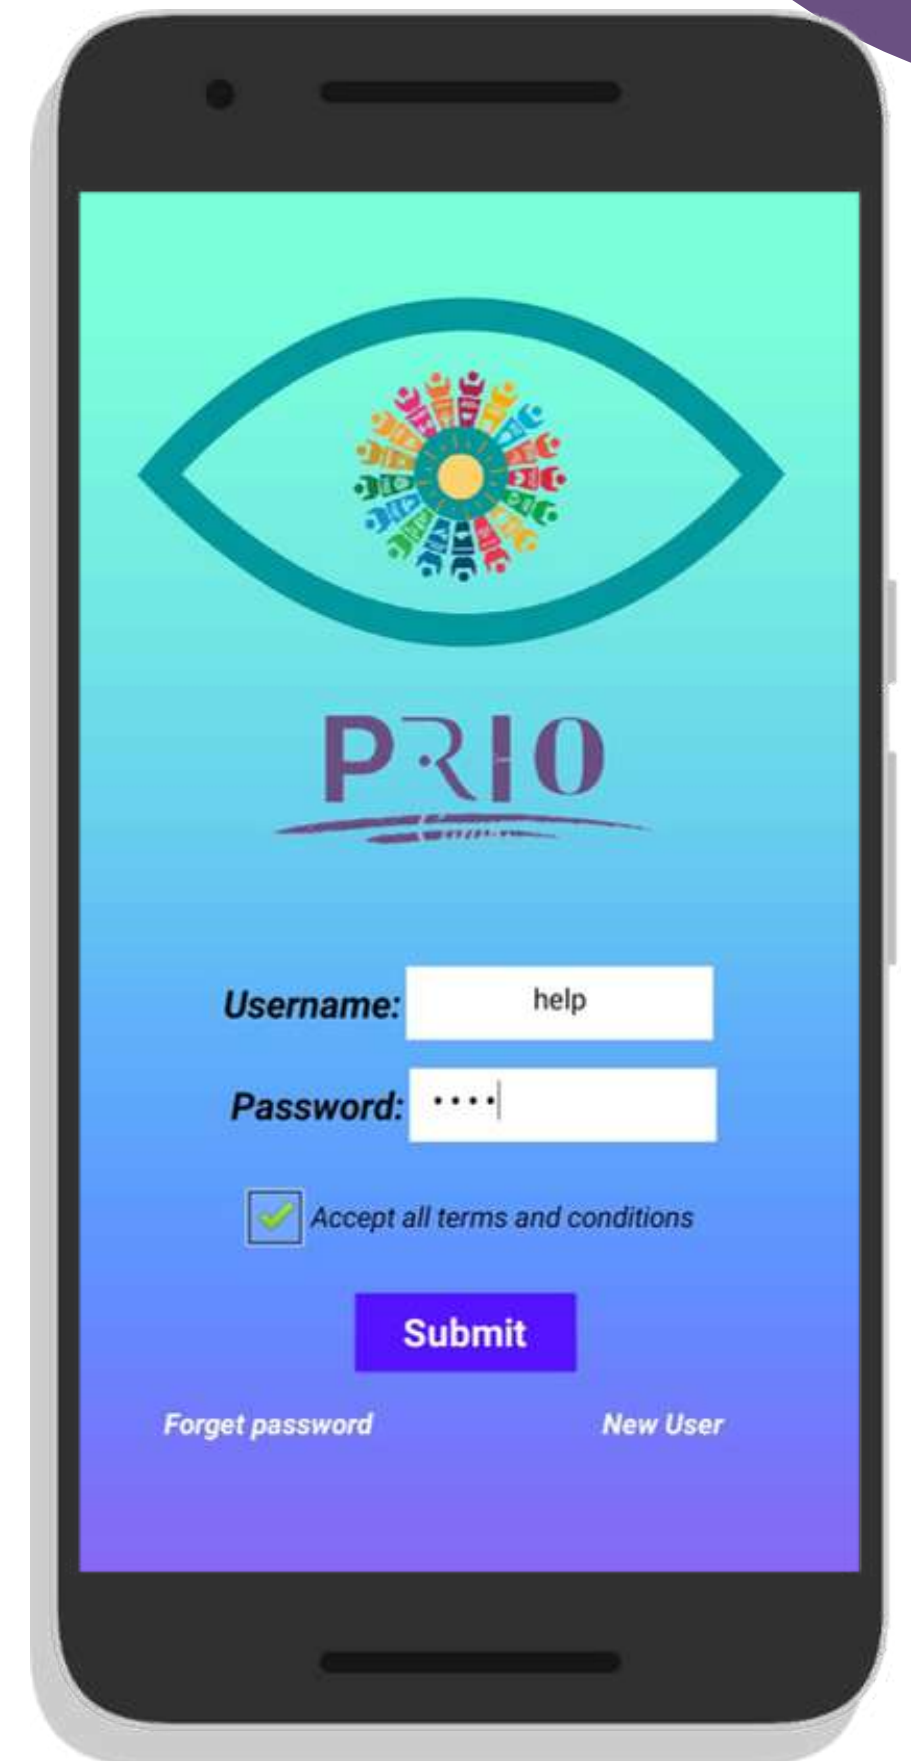 PRIO
Username: help
Password: ••••
Accept all terms and conditions
Submit
Forget password New User